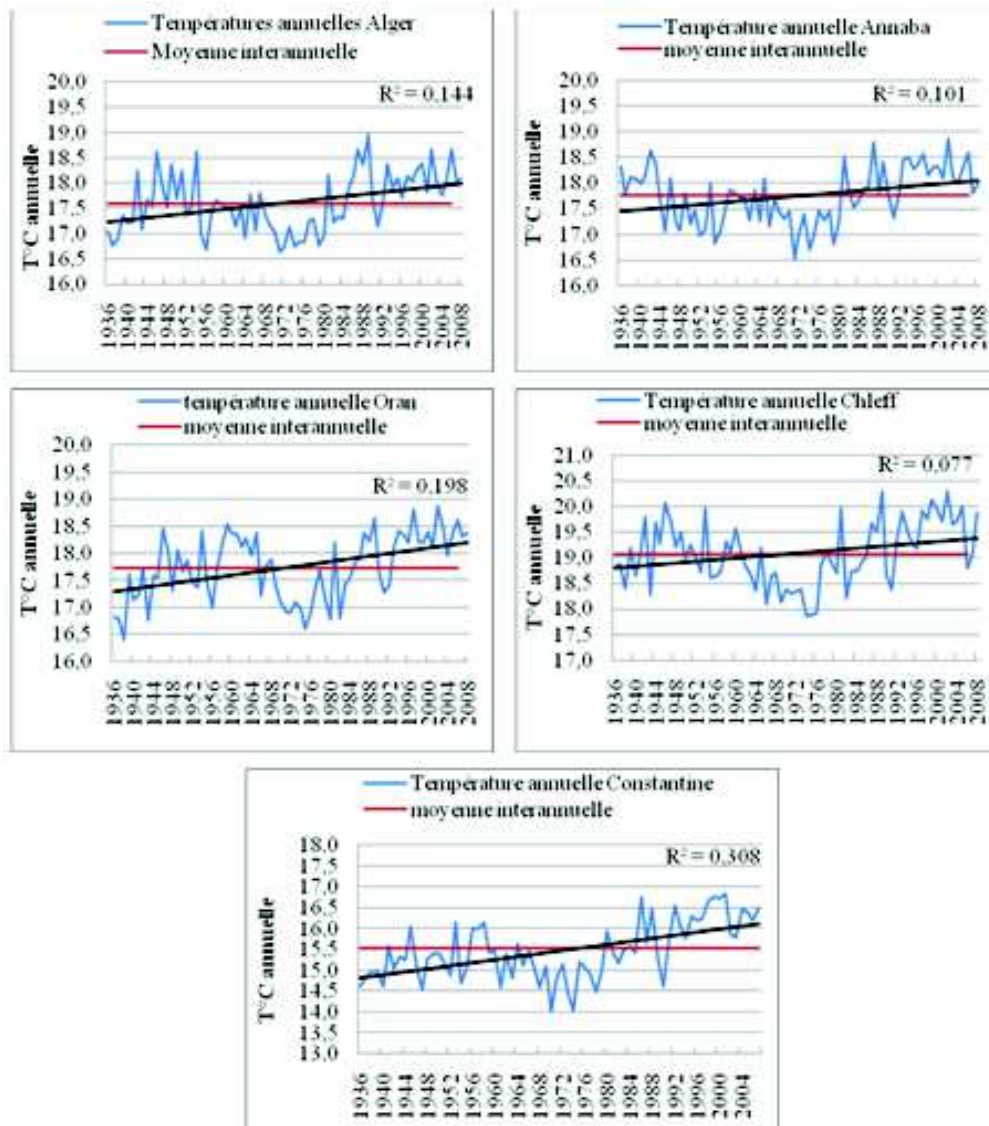 Températures annuelles Alger
Moyenne interannuelle
R² = 0,144
T°C annuelle
20,0
19,5
19,0
18,5
18,0
17,5
17,0
16,5
16,0
1936 1940 1944 1948 1952 1956 1960 1964 1968 1972 1976 1980 1984 1988 1992 1996 2000 2004 2008
Température annuelle Annaba
moyenne interannuelle
R² = 0,101
T°C annuelle
20,0
19,5
19,0
18,5
18,0
17,5
17,0
16,5
16,0
1936 1940 1944 1948 1952 1956 1960 1964 1968 1972 1976 1980 1984 1988 1992 1996 2000 2004 2008
température annuelle Oran
moyenne interannuelle
R² = 0,198
T°C annuelle
20,0
19,5
19,0
18,5
18,0
17,5
17,0
16,5
16,0
1936 1940 1944 1948 1952 1956 1960 1964 1968 1972 1976 1980 1984 1988 1992 1996 2000 2004 2008
Température annuelle Chleff
moyenne interannuelle
R² = 0,077
T°C annuelle
21,0
20,5
20,0
19,5
19,0
18,5
18,0
17,5
17,0
1936 1940 1944 1948 1952 1956 1960 1964 1968 1972 1976 1980 1984 1988 1992 1996 2000 2004 2008
Température annuelle Constantine
moyenne interannuelle
R² = 0,308
T°C annuelle
18,0
17,5
17,0
16,5
16,0
15,5
15,0
14,5
14,0
13,5
13,0
1936 1940 1944 1948 1952 1956 1960 1964 1968 1972 1976 1980 1984 1988 1992 1996 2000 2004